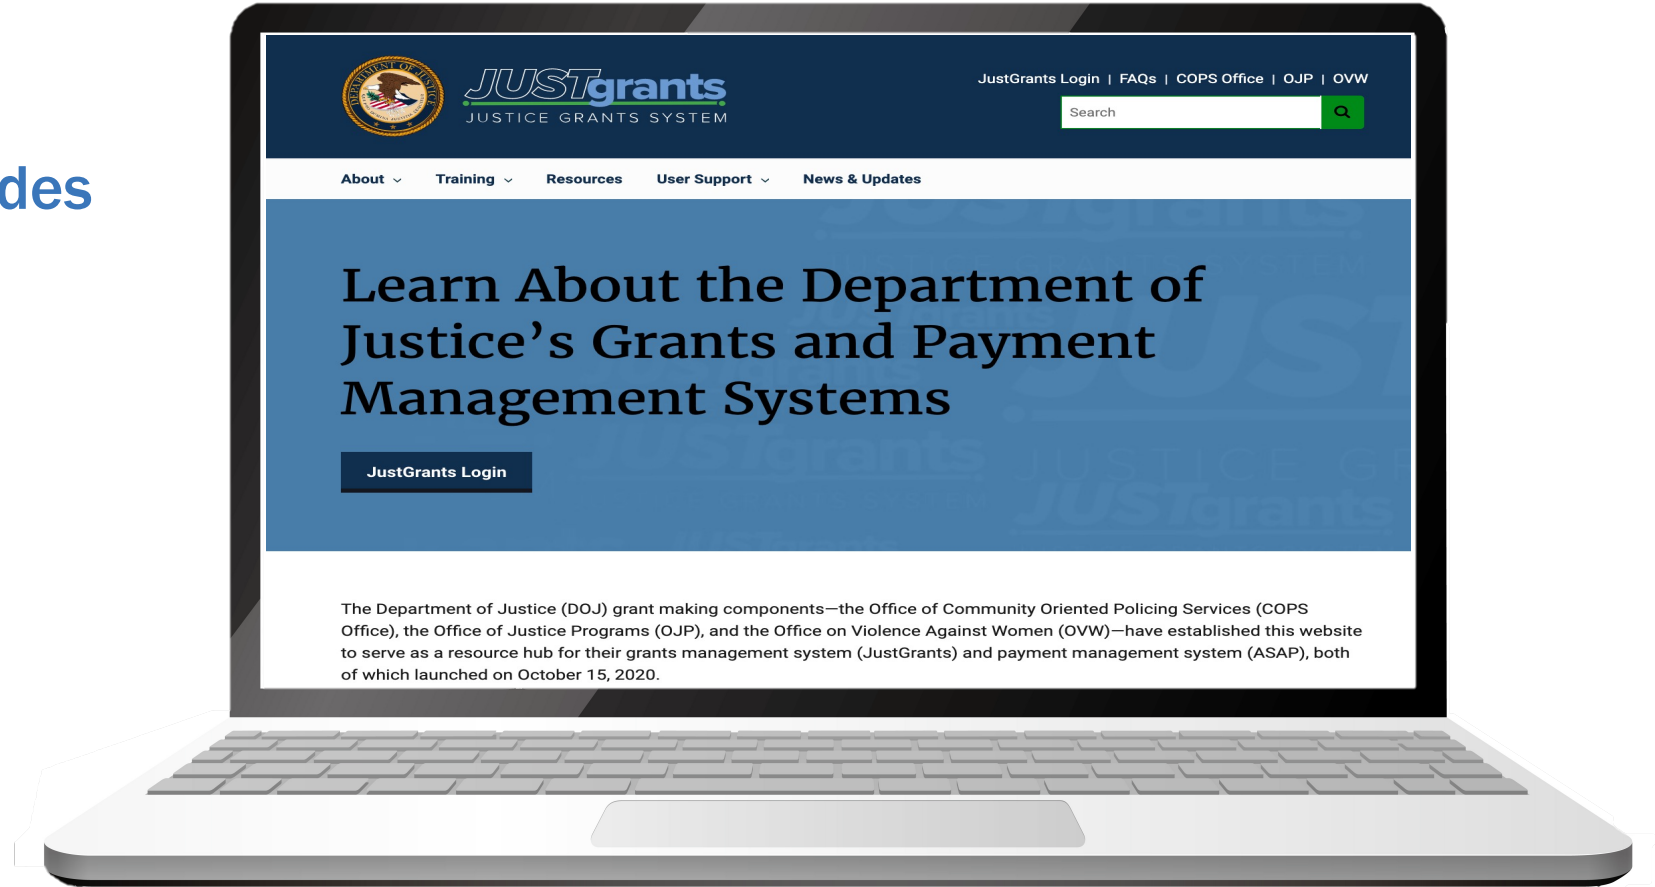 des
DEPARTMENT OF JUSTICE
JUSTgrants
JUSTICE GRANTS SYSTEM
JustGrants Login | FAQs | COPS Office | OJP | OVW
Search
About
Training
Resources
User Support
News & Updates
Learn About the Department of
Justice’s Grants and Payment
Management Systems
JustGrants Login
The Department of Justice (DOJ) grant making components—the Office of Community Oriented Policing Services (COPS
Office), the Office of Justice Programs (OJP), and the Office on Violence Against Women (OVW)—have established this website
to serve as a resource hub for their grants management system (JustGrants) and payment management system (ASAP), both
of which launched on October 15, 2020.